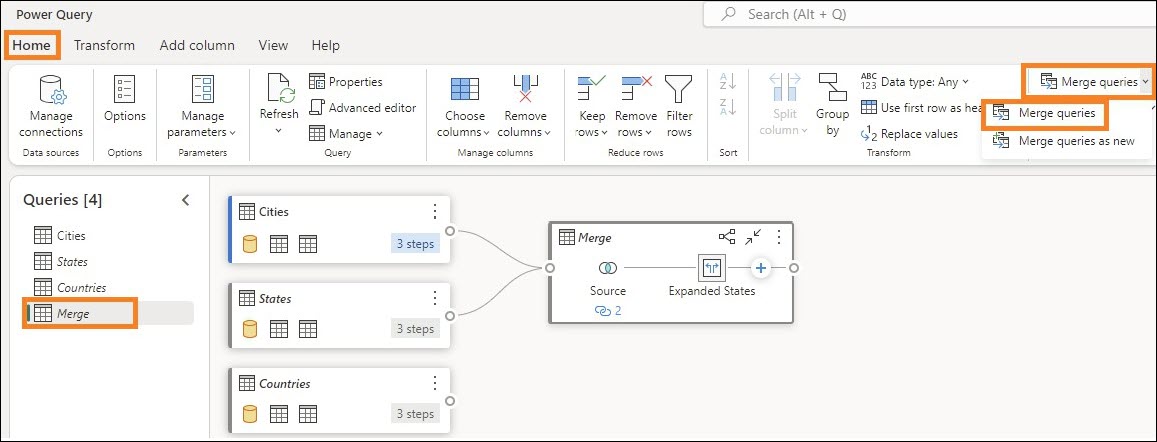 Power Query
Search (Alt + Q)
Home
Transform
Add column
View
Help
Manage
connections
Data sources
Options
Options
Manage
parameters
Parameters
Refresh
Properties
Advanced editor
Manage
Query
Choose
columns
Remove
columns
Manage columns
Keep
rows
Remove
rows
Filter
rows
Reduce rows
A
Z
Z
A
Sort
Split
column
Group
by
ABC
123
Data type: Any
Use first row as hea
1
2
Replace values
Transform
Merge queries
Merge queries
Merge queries as new
Queries [4]
Cities
States
Countries
Merge
Cities
3 steps
States
3 steps
Countries
3 steps
Merge
Source
2
Expanded States